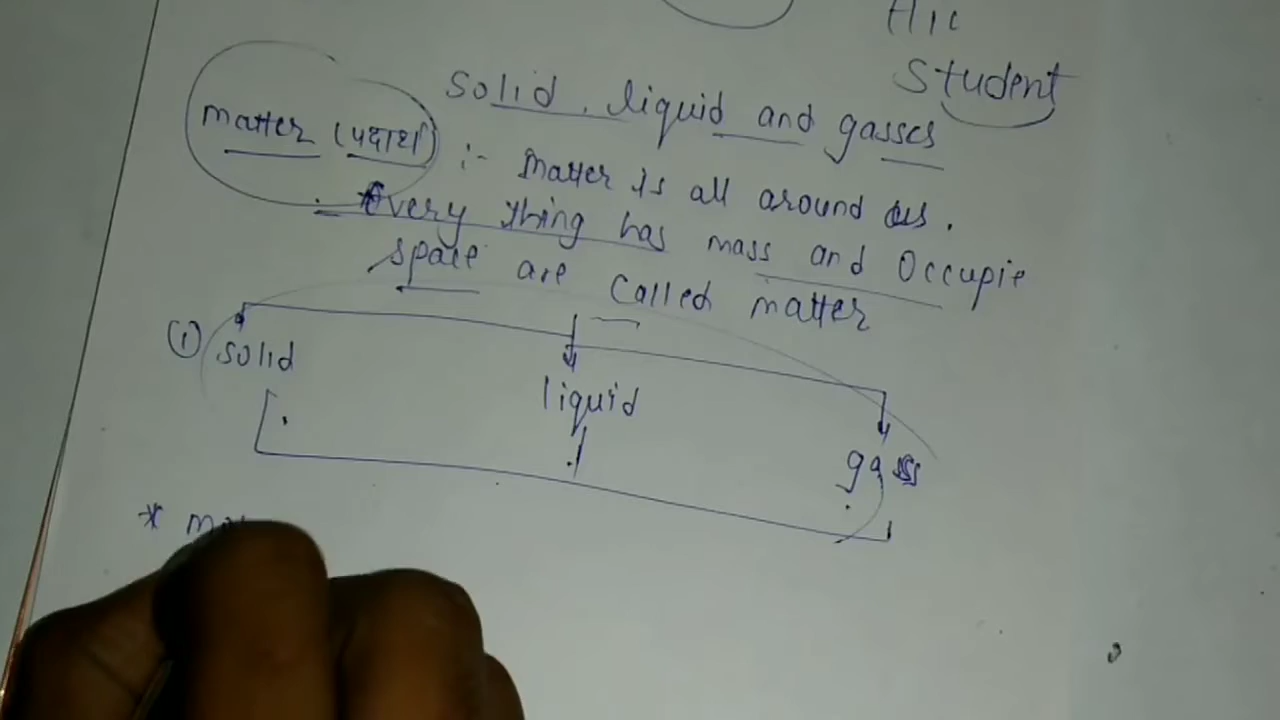 Student
Solid, liquid and gasses
matter (पदार्थ) :- Matter is all around us.
Every thing has mass and Occupie
space are Called matter
① solid
liquid
gass
*